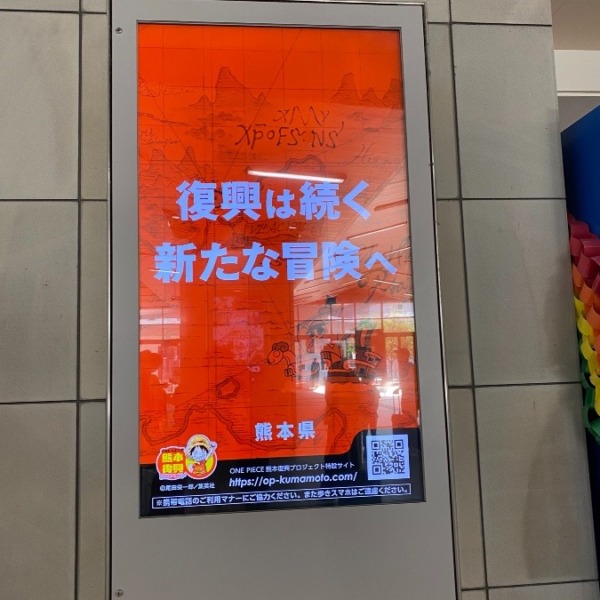 復興は続く
新たな冒険へ
熊本県
熊本
復興
©尾田栄一郎/集英社
ONE PIECE 熊本復興プロジェクト特設サイト
https://op-kumamoto.com/
※携帯電話のご利用マナーにご協力ください。また歩きスマホはご遠慮ください。